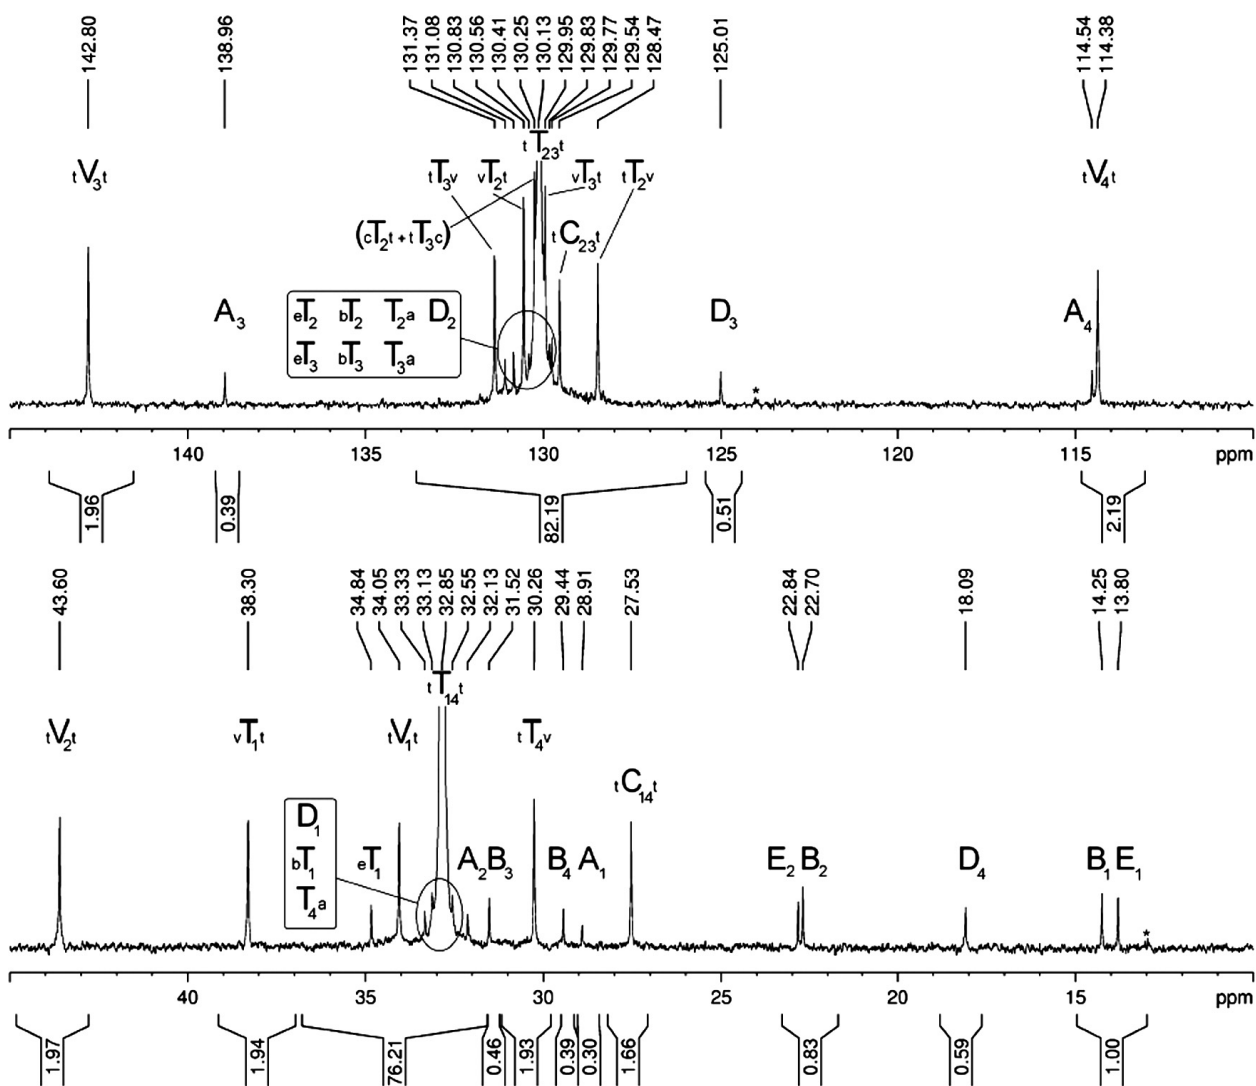 142.80 138.96 131.37 131.08 130.83 130.56 130.41 130.25 130.13 129.95 129.83 129.77 129.54 128.47 125.01 114.54 114.38
tT23t
tV3t tT3v vT2t vT3t tT2v tV4t
(cT2t + tT3c) tC23t
A3 eT2 bT2 T2a D2 D3 A4
eT3 bT3 T3a
*
140 135 130 125 120 115 ppm
1.96 0.39 82.19 0.51 2.19
43.60 38.30 34.84 34.05 33.33 33.13 32.85 32.55 32.13 31.52 30.26 29.44 28.91 27.53 22.84 22.70 18.09 14.25 13.80
tT14t
tV2t vT1t tV1t tT4v
tC14t
D1
bT1 eT1 A2 B3 B4 A1 E2 B2 D4 B1 E1
T4a
*
40 35 30 25 20 15 ppm
1.97 1.94 76.21 0.46 1.93 0.39 0.30 1.66 0.83 0.59 1.00